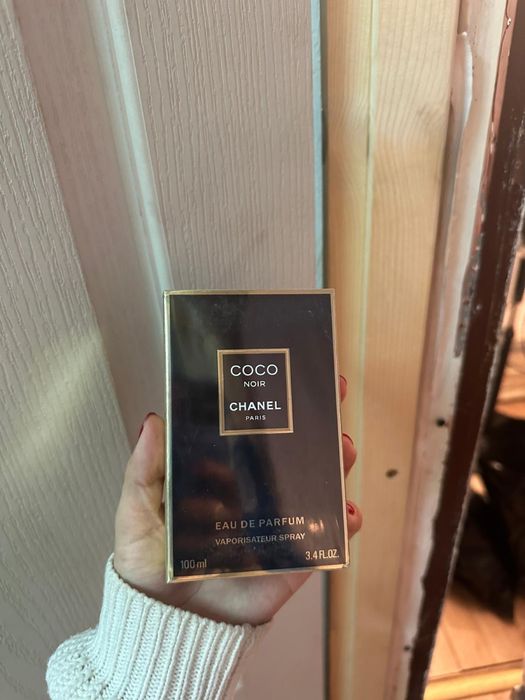 COCO
NOIR
CHANEL
PARIS
EAU DE PARFUM
VAPORISATEUR SPRAY
100 ml
3.4 FL.OZ.